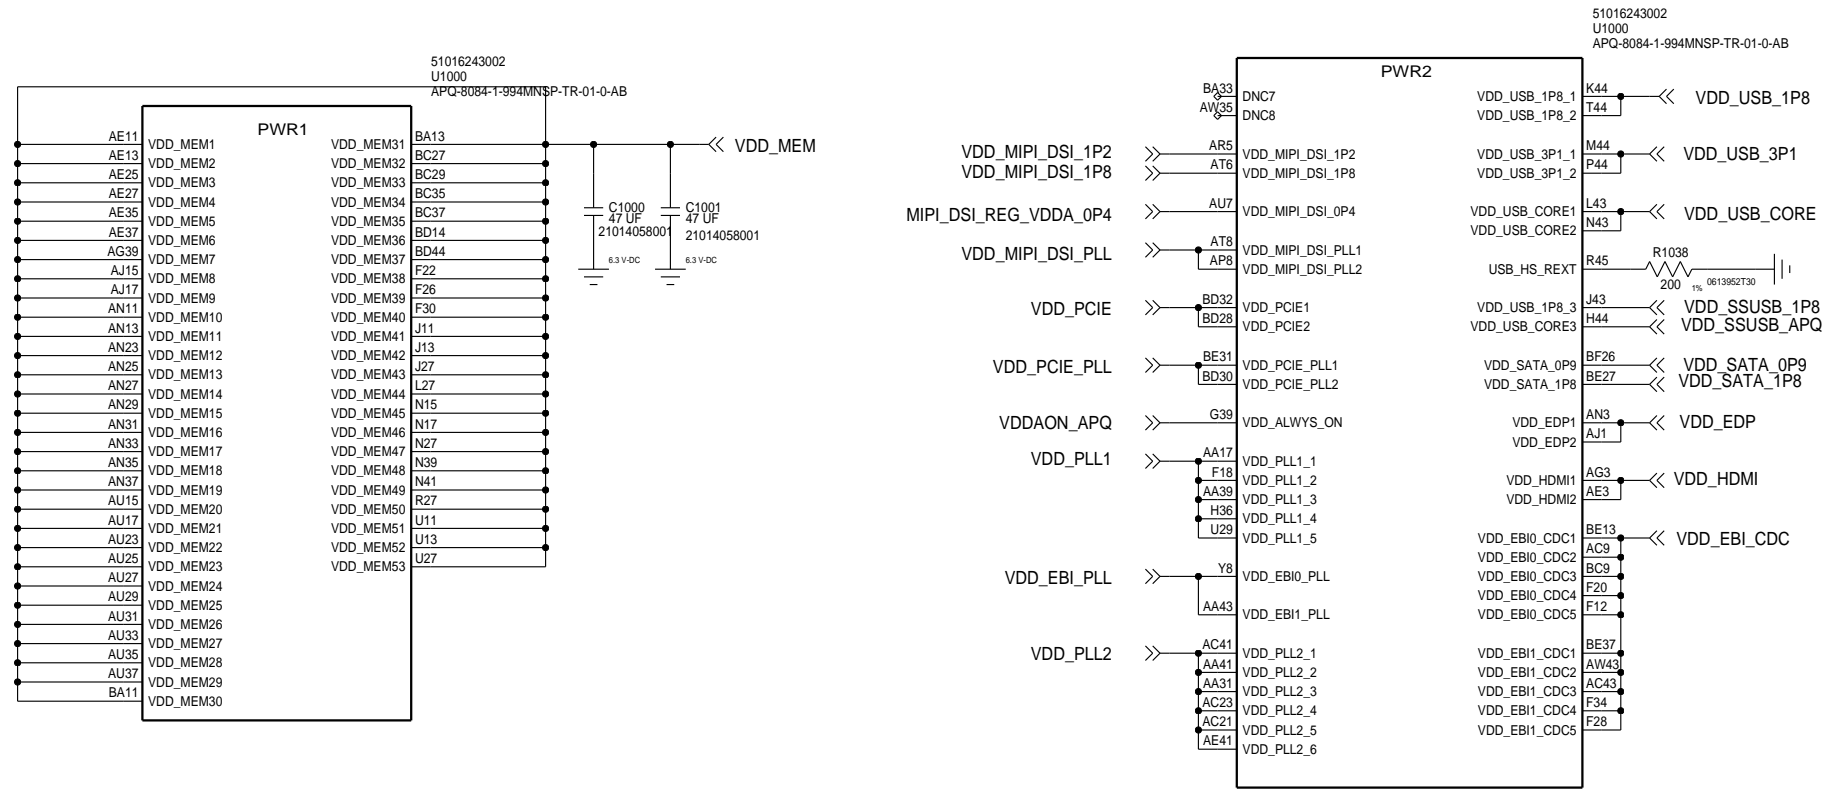 51016243002
U1000
APQ-8084-1-994MNSP-TR-01-0-AB
PWR1
AE11 VDD_MEM1 VDD_MEM31 BA13 VDD_MEM
AE13 VDD_MEM2 VDD_MEM32 BC27
AE25 VDD_MEM3 VDD_MEM33 BC29
AE27 VDD_MEM4 VDD_MEM34 BC35
AE35 VDD_MEM5 VDD_MEM35 BC37
AE37 VDD_MEM6 VDD_MEM36 BD14
AG39 VDD_MEM7 VDD_MEM37 BD44
AJ15 VDD_MEM8 VDD_MEM38 F22
AJ17 VDD_MEM9 VDD_MEM39 F26
AN11 VDD_MEM10 VDD_MEM40 F30
AN13 VDD_MEM11 VDD_MEM41 J11
AN23 VDD_MEM12 VDD_MEM42 J13
AN25 VDD_MEM13 VDD_MEM43 J27
AN27 VDD_MEM14 VDD_MEM44 L27
AN29 VDD_MEM15 VDD_MEM45 N15
AN31 VDD_MEM16 VDD_MEM46 N17
AN33 VDD_MEM17 VDD_MEM47 N27
AN35 VDD_MEM18 VDD_MEM48 N39
AN37 VDD_MEM19 VDD_MEM49 N41
AU15 VDD_MEM20 VDD_MEM50 R27
AU17 VDD_MEM21 VDD_MEM51 U11
AU23 VDD_MEM22 VDD_MEM52 U13
AU25 VDD_MEM23 VDD_MEM53 U27
AU27 VDD_MEM24
AU29 VDD_MEM25
AU31 VDD_MEM26
AU33 VDD_MEM27
AU35 VDD_MEM28
AU37 VDD_MEM29
BA11 VDD_MEM30
C1000
47 UF
21014058001
6.3 V-DC
C1001
47 UF
21014058001
6.3 V-DC
51016243002
U1000
APQ-8084-1-994MNSP-TR-01-0-AB
PWR2
BA33 DNC7 VDD_USB_1P8_1 K44 VDD_USB_1P8
AW35 DNC8 VDD_USB_1P8_2 T44
VDD_MIPI_DSI_1P2 AR5 VDD_MIPI_DSI_1P2 VDD_USB_3P1_1 M44 VDD_USB_3P1
VDD_MIPI_DSI_1P8 AT6 VDD_MIPI_DSI_1P8 VDD_USB_3P1_2 P44
MIPI_DSI_REG_VDDA_0P4 AU7 VDD_MIPI_DSI_0P4 VDD_USB_CORE1 L43 VDD_USB_CORE
VDD_USB_CORE2 N43
VDD_MIPI_DSI_PLL AT8 VDD_MIPI_DSI_PLL1
AP8 VDD_MIPI_DSI_PLL2 USB_HS_REXT R45 R1038 200 1% 0613952T30
VDD_PCIE BD32 VDD_PCIE1 VDD_USB_1P8_3 J43 VDD_SSUSB_1P8
BD28 VDD_PCIE2 VDD_USB_CORE3 H44 VDD_SSUSB_APQ
VDD_PCIE_PLL BE31 VDD_PCIE_PLL1 VDD_SATA_0P9 BF26 VDD_SATA_0P9
BD30 VDD_PCIE_PLL2 VDD_SATA_1P8 BE27 VDD_SATA_1P8
VDDAON_APQ G39 VDD_ALWYS_ON VDD_EDP1 AN3 VDD_EDP
VDD_EDP2 AJ1
VDD_PLL1 AA17 VDD_PLL1_1
F18 VDD_PLL1_2 VDD_HDMI1 AG3 VDD_HDMI
AA39 VDD_PLL1_3 VDD_HDMI2 AE3
H36 VDD_PLL1_4
U29 VDD_PLL1_5 VDD_EBI0_CDC1 BE13 VDD_EBI_CDC
VDD_EBI0_CDC2 AC9
VDD_EBI_PLL Y8 VDD_EBI0_PLL VDD_EBI0_CDC3 BC9
VDD_EBI0_CDC4 F20
AA43 VDD_EBI1_PLL VDD_EBI0_CDC5 F12
VDD_PLL2 AC41 VDD_PLL2_1 VDD_EBI1_CDC1 BE37
AA41 VDD_PLL2_2 VDD_EBI1_CDC2 AW43
AA31 VDD_PLL2_3 VDD_EBI1_CDC3 AC43
AC23 VDD_PLL2_4 VDD_EBI1_CDC4 F34
AC21 VDD_PLL2_5 VDD_EBI1_CDC5 F28
AE41 VDD_PLL2_6